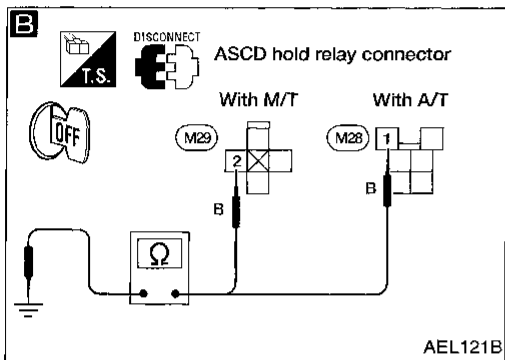 B
DISCONNECT
T.S.
ASCD hold relay connector
OFF
With M/T
With A/T
M29
M28
2
1
B
B
Ω
AEL121B